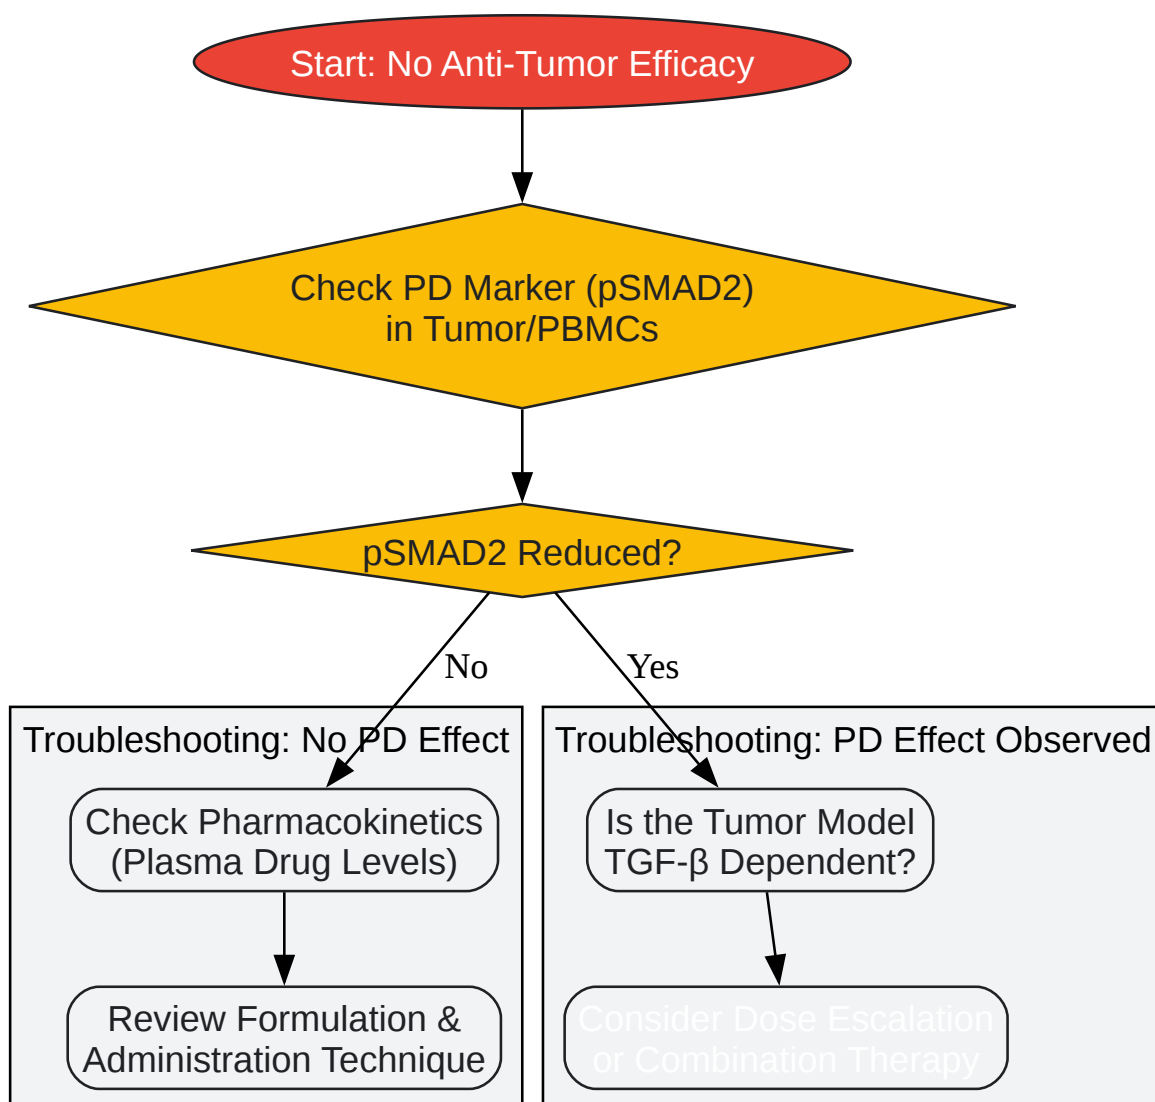 Start: No Anti-Tumor Efficacy
Check PD Marker (pSMAD2)
in Tumor/PBMCs
pSMAD2 Reduced?
No
Yes
Troubleshooting: No PD Effect
Check Pharmacokinetics
(Plasma Drug Levels)
Review Formulation &
Administration Technique
Troubleshooting: PD Effect Observed
Is the Tumor Model
TGF-β Dependent?
Consider Dose Escalation
or Combination Therapy